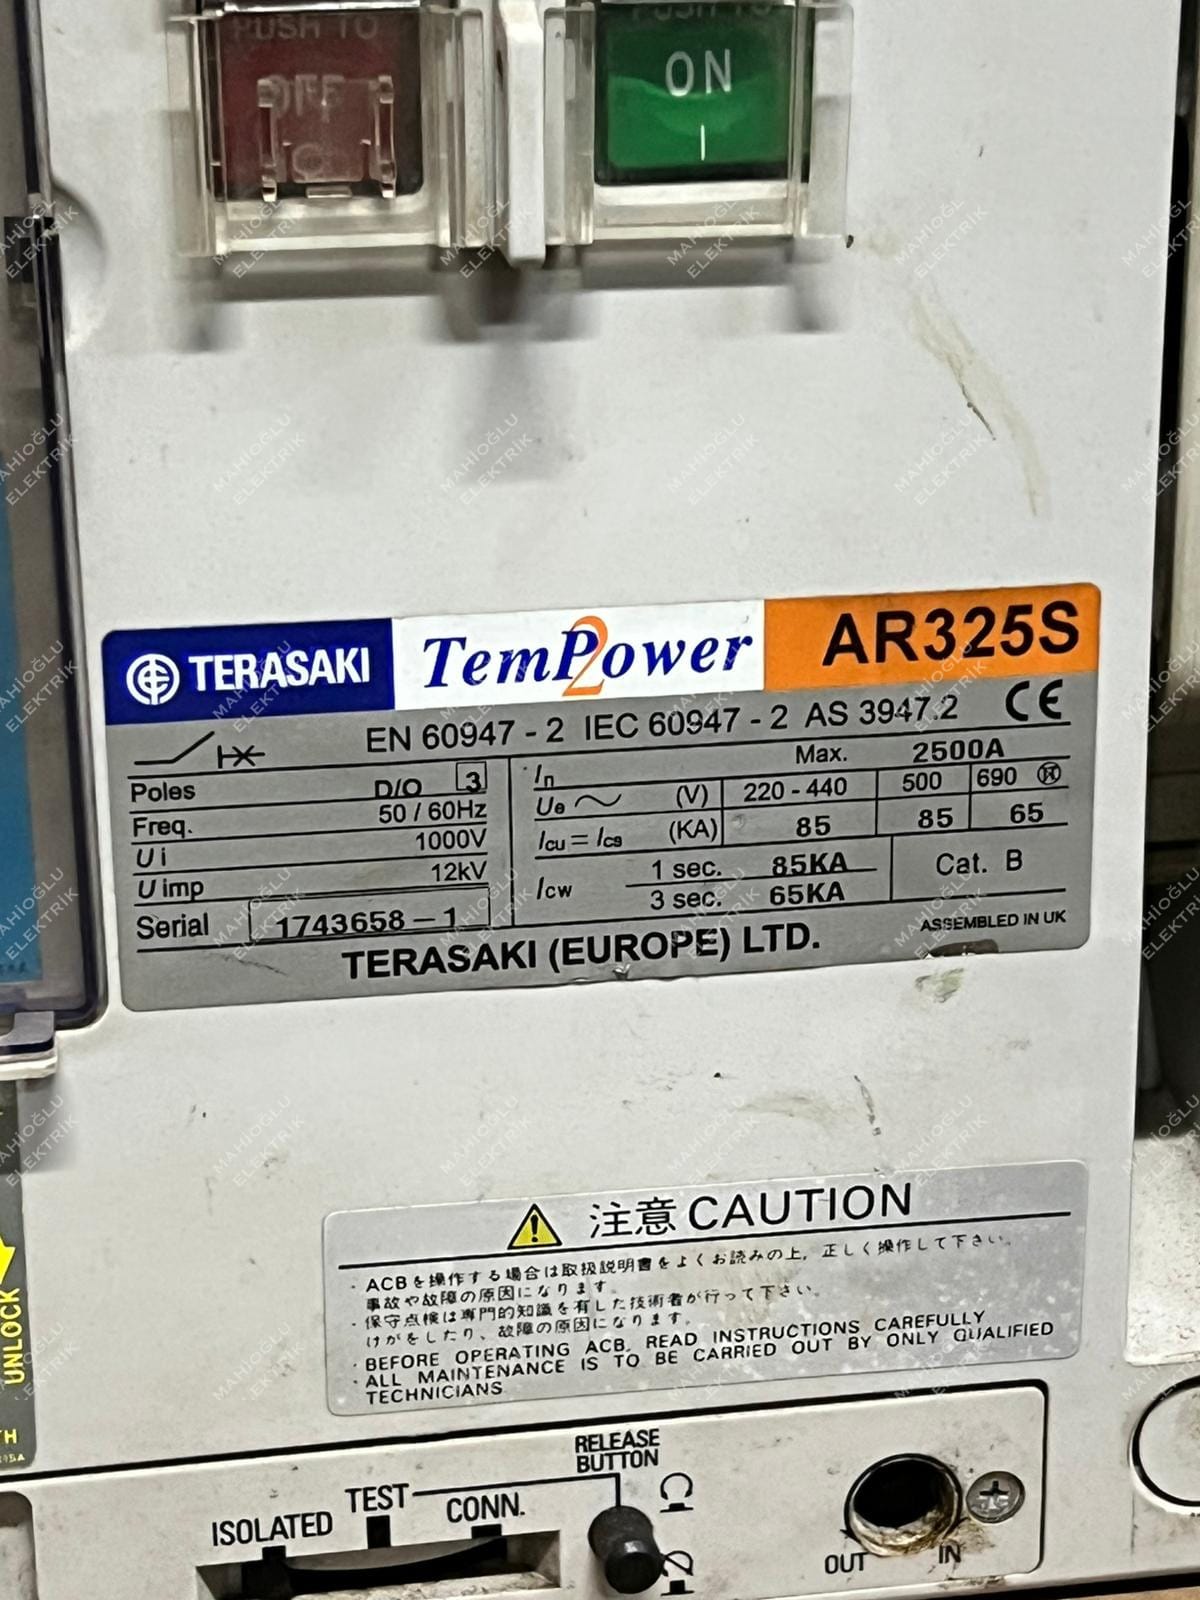 PUSH TO
OFF
PUSH TO
ON
I
TERASAKI
TemPower 2
AR325S
EN 60947 - 2 IEC 60947 - 2 AS 3947.2 CE
Poles D/O 3
Freq. 50 / 60Hz
Ui 1000V
Uimp 12kV
Serial 1743658-1
In Max. 2500A
Ue (V) 220 - 440 500 690
Icu = Ics (KA) 85 85 65
Icw 1 sec. 85KA
3 sec. 65KA
Cat. B
ASSEMBLED IN UK
TERASAKI (EUROPE) LTD.
注意 CAUTION
・ACBを操作する場合は取扱説明書をよくお読みの上，正しく操作して下さい。
事故や故障の原因になります。
・保守点検は専門的知識を有した技術者が行って下さい。
けがをしたり、故障の原因になります。
・BEFORE OPERATING ACB, READ INSTRUCTIONS CAREFULLY
・ALL MAINTENANCE IS TO BE CARRIED OUT BY ONLY QUALIFIED
TECHNICIANS
UNLOCK
RELEASE
BUTTON
ISOLATED
TEST
CONN.
OUT
IN
MAHİOĞLU
ELEKTRİK